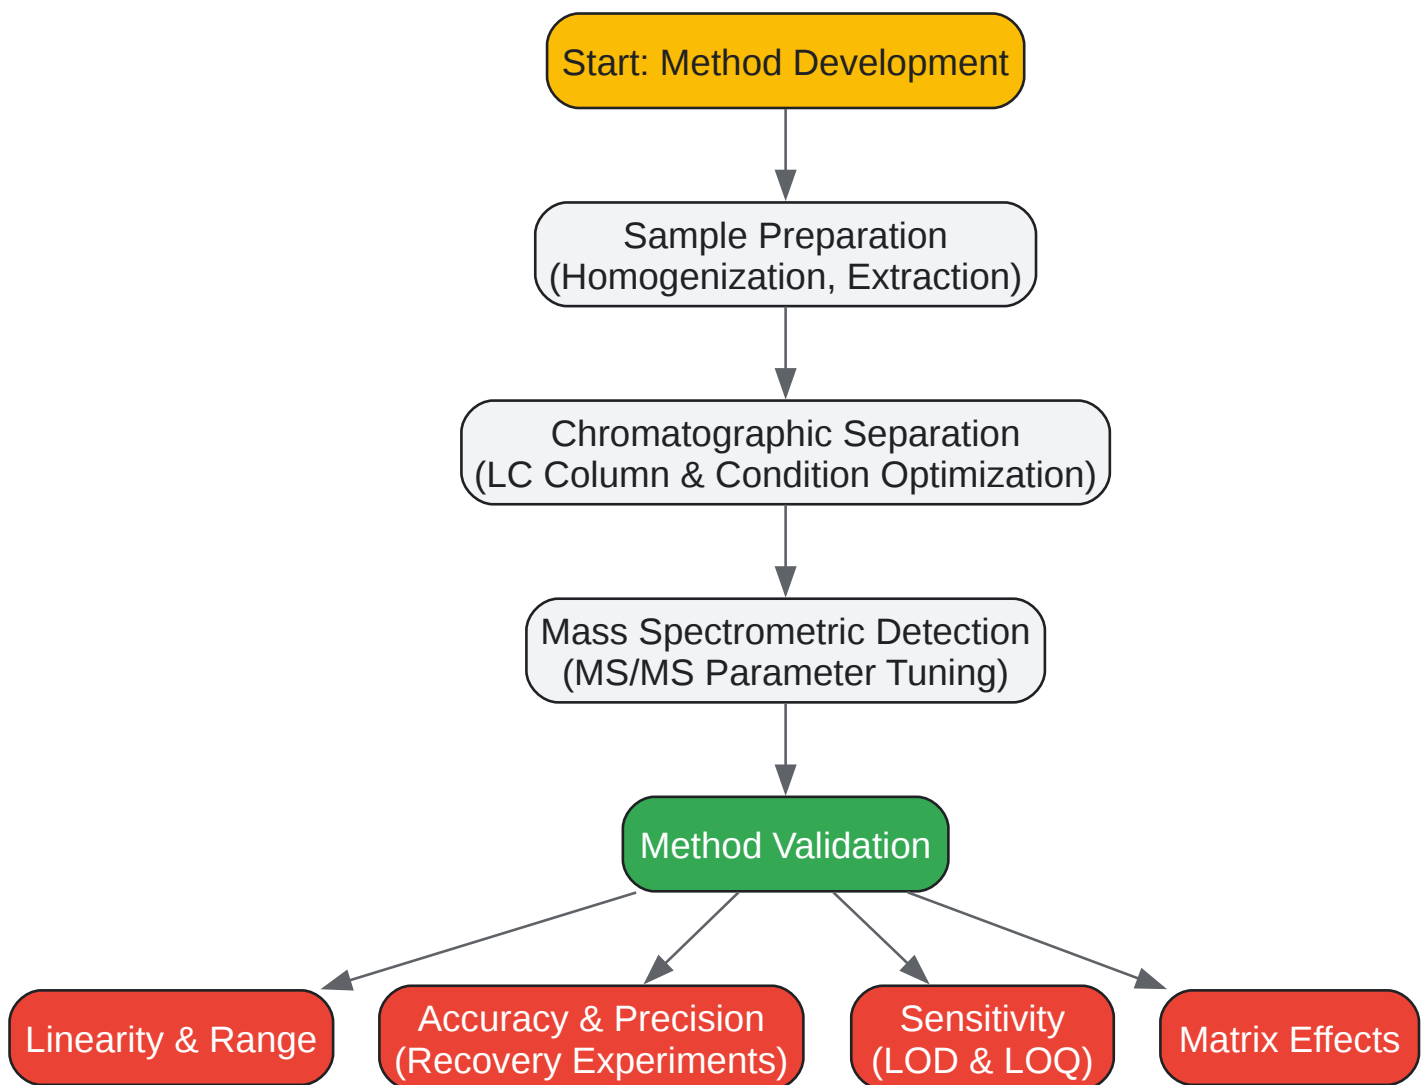 Start: Method Development
Sample Preparation
(Homogenization, Extraction)
Chromatographic Separation
(LC Column & Condition Optimization)
Mass Spectrometric Detection
(MS/MS Parameter Tuning)
Method Validation
Linearity & Range
Accuracy & Precision
(Recovery Experiments)
Sensitivity
(LOD & LOQ)
Matrix Effects